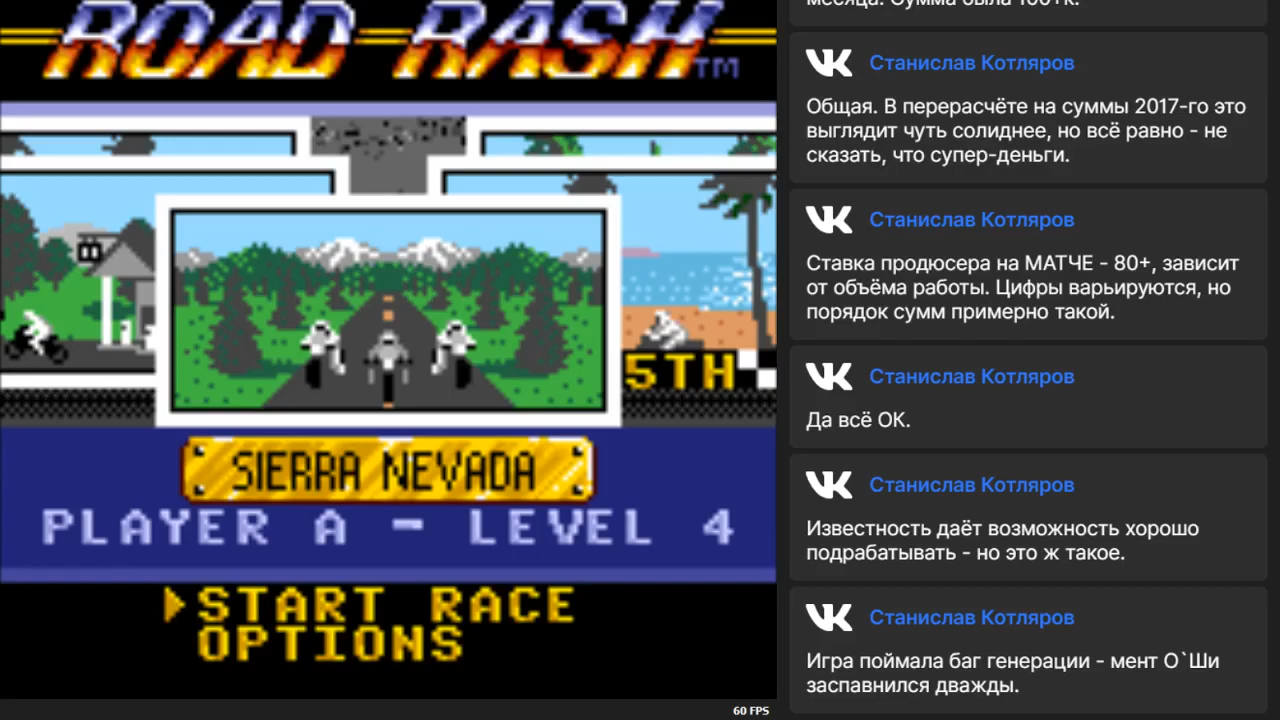 ROAD RASH TM
5TH
SIERRA NEVADA
PLAYER A - LEVEL 4
START RACE
OPTIONS
60 FPS
месяца. Сумма была 100+к.
Станислав Котляров
Общая. В перерасчёте на суммы 2017-го это
выглядит чуть солиднее, но всё равно - не
сказать, что супер-деньги.
Станислав Котляров
Ставка продюсера на МАТЧЕ - 80+, зависит
от объёма работы. Цифры варьируются, но
порядок сумм примерно такой.
Станислав Котляров
Да всё ОК.
Станислав Котляров
Известность даёт возможность хорошо
подрабатывать - но это ж такое.
Станислав Котляров
Игра поймала баг генерации - мент О`Ши
заспавнился дважды.